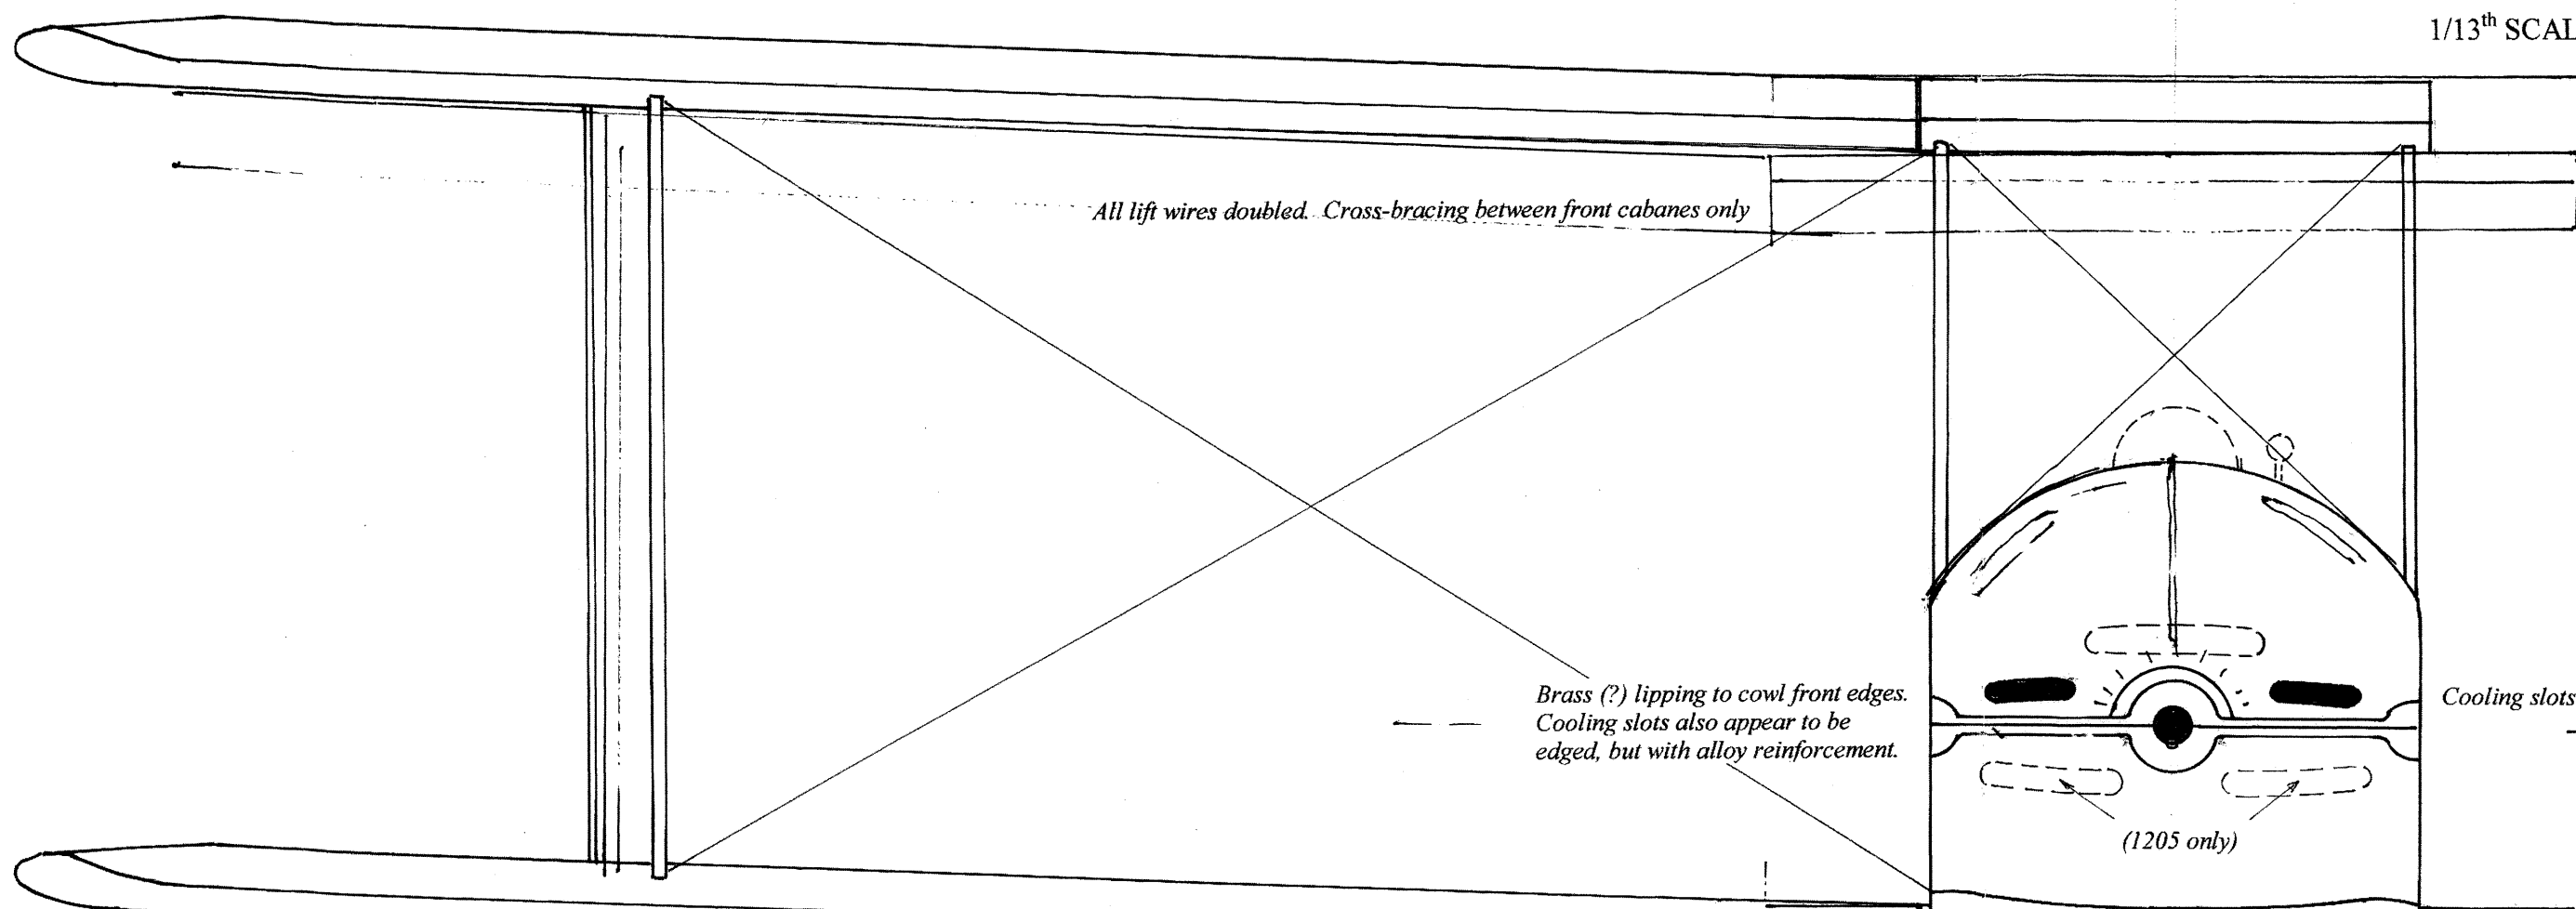 1/13th SCAL
All lift wires doubled. Cross-bracing between front cabanes only
Brass (?) lipping to cowl front edges.
Cooling slots also appear to be
edged, but with alloy reinforcement.
Cooling slots
(1205 only)